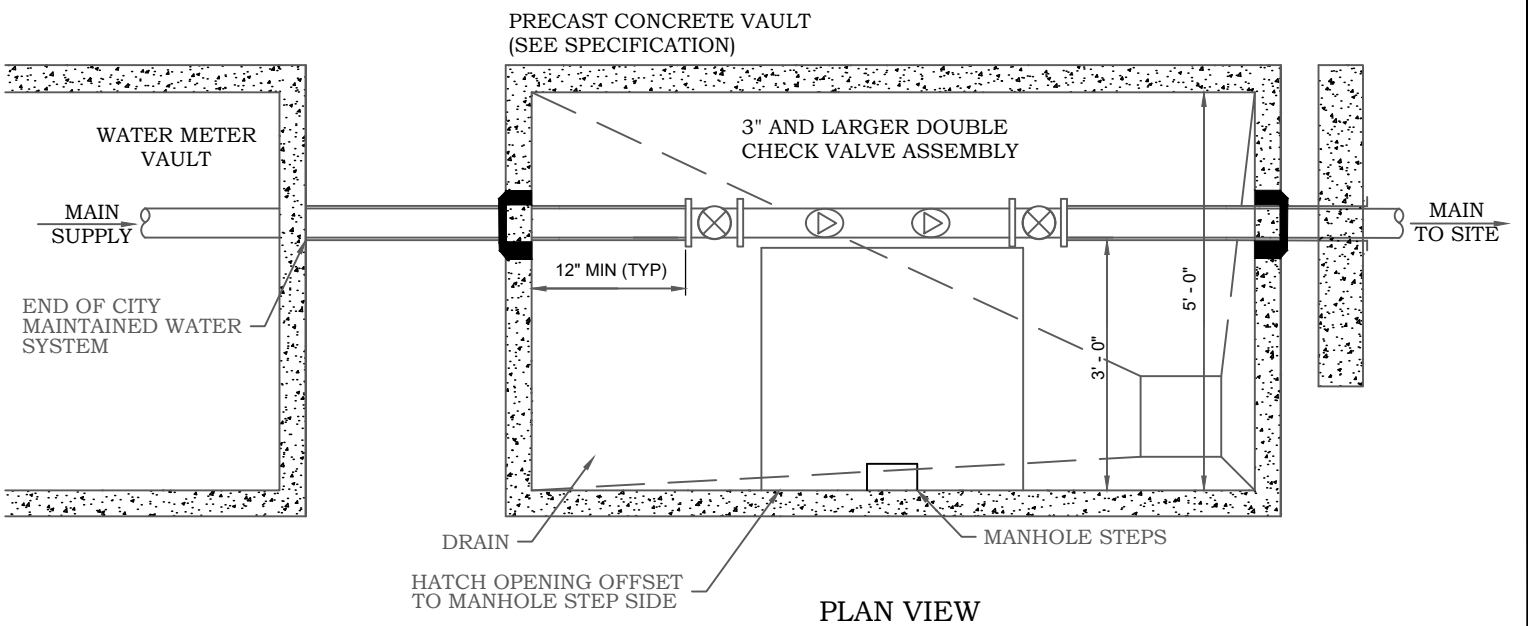 PRECAST CONCRETE VAULT
(SEE SPECIFICATION)
WATER METER
VAULT
3" AND LARGER DOUBLE
CHECK VALVE ASSEMBLY
MAIN
SUPPLY
MAIN
TO SITE
12" MIN (TYP)
5' - 0"
3' - 0"
END OF CITY
MAINTAINED WATER
SYSTEM
DRAIN
MANHOLE STEPS
HATCH OPENING OFFSET
TO MANHOLE STEP SIDE
PLAN VIEW